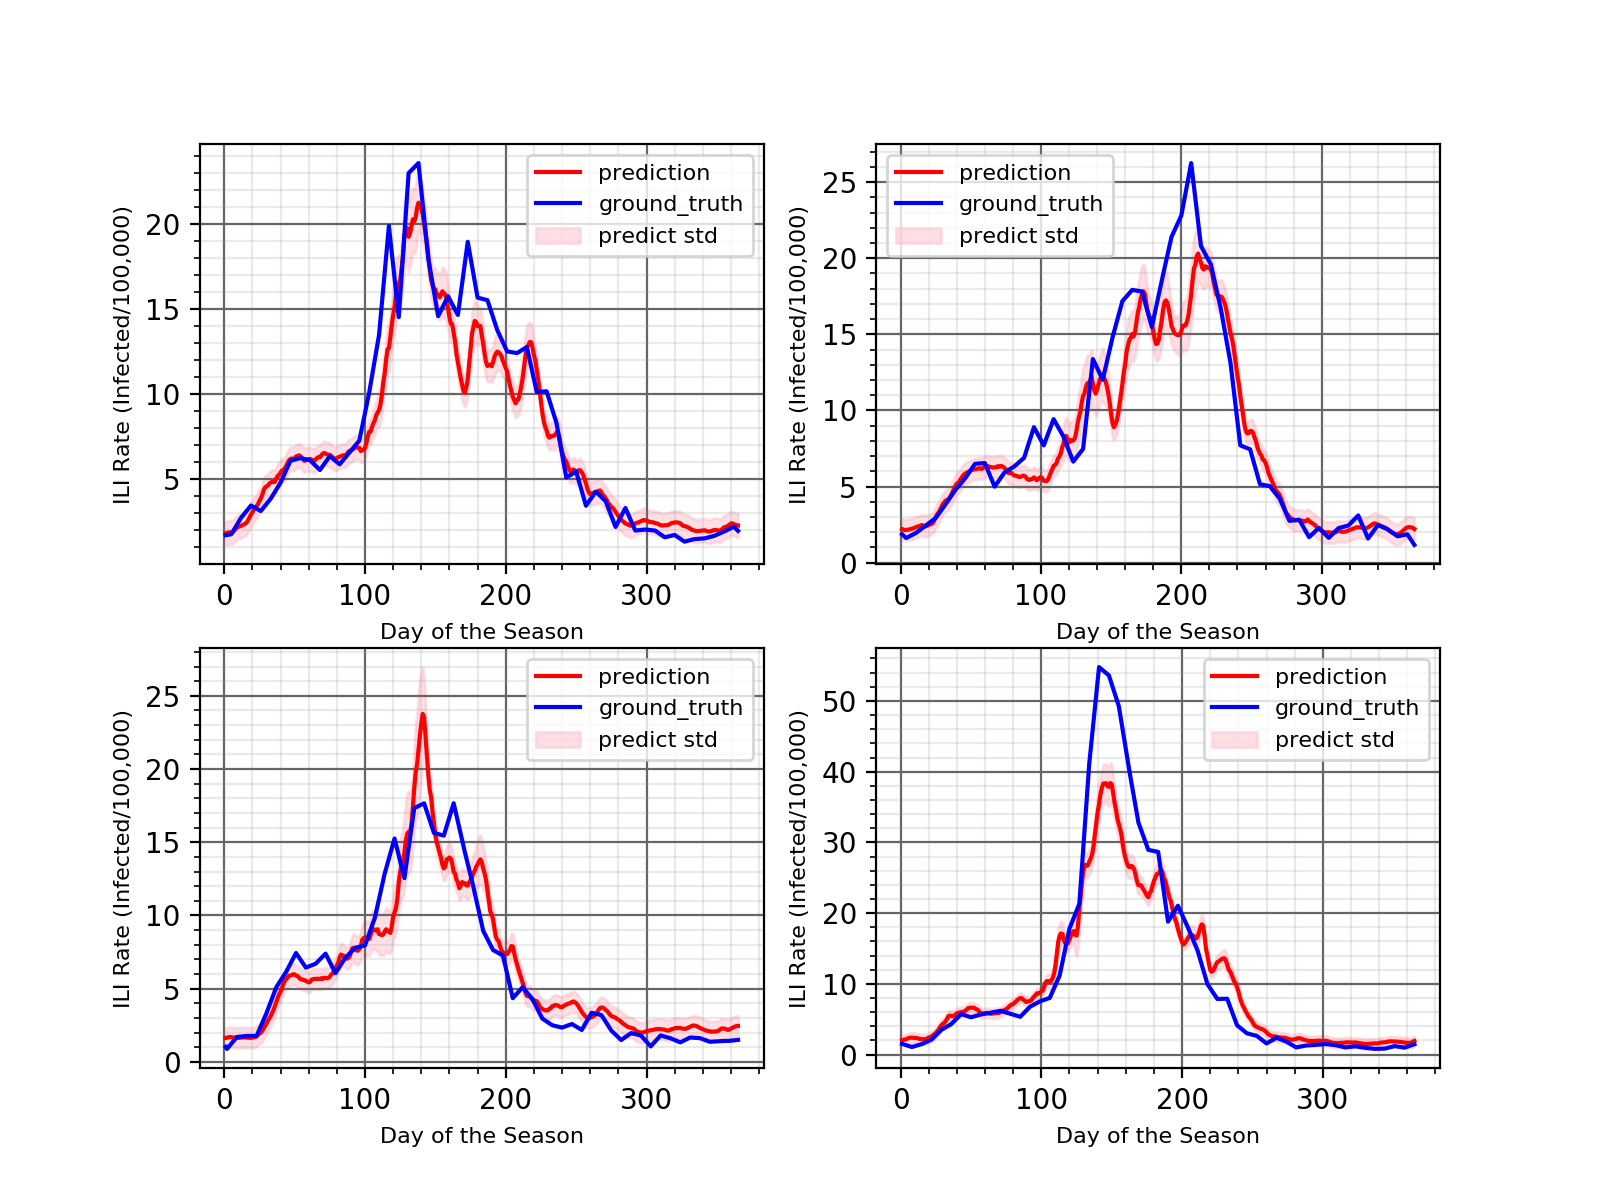 prediction
ground_truth
predict std
ILI Rate (Infected/100,000)
20
15
10
5
0 100 200 300
Day of the Season
prediction
ground_truth
predict std
ILI Rate (Infected/100,000)
25
20
15
10
5
0
0 100 200 300
Day of the Season
prediction
ground_truth
predict std
ILI Rate (Infected/100,000)
25
20
15
10
5
0
0 100 200 300
Day of the Season
prediction
ground_truth
predict std
ILI Rate (Infected/100,000)
50
40
30
20
10
0
0 100 200 300
Day of the Season